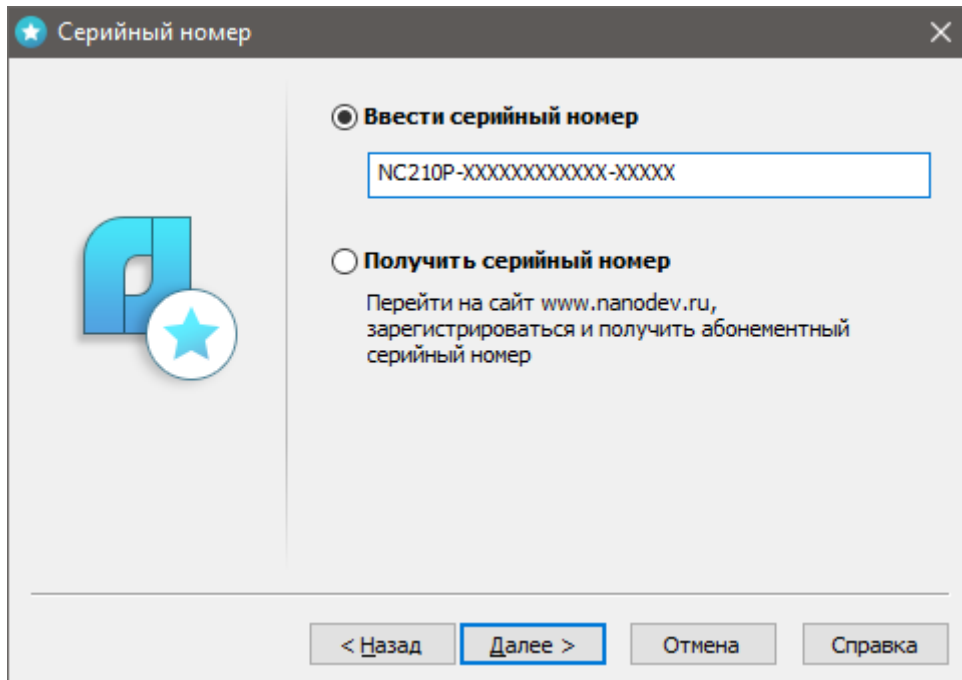 Серийный номер
Ввести серийный номер
NC210P-XXXXXXXXXXXX-XXXXX
Получить серийный номер
Перейти на сайт www.nanodev.ru,
зарегистрироваться и получить абонементный
серийный номер
< Назад
Далее >
Отмена
Справка